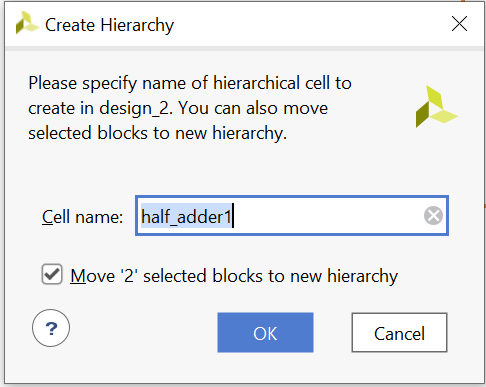 Create Hierarchy
Please specify name of hierarchical cell to
create in design_2. You can also move
selected blocks to new hierarchy.
Cell name: half_adder1
Move '2' selected blocks to new hierarchy
? OK Cancel